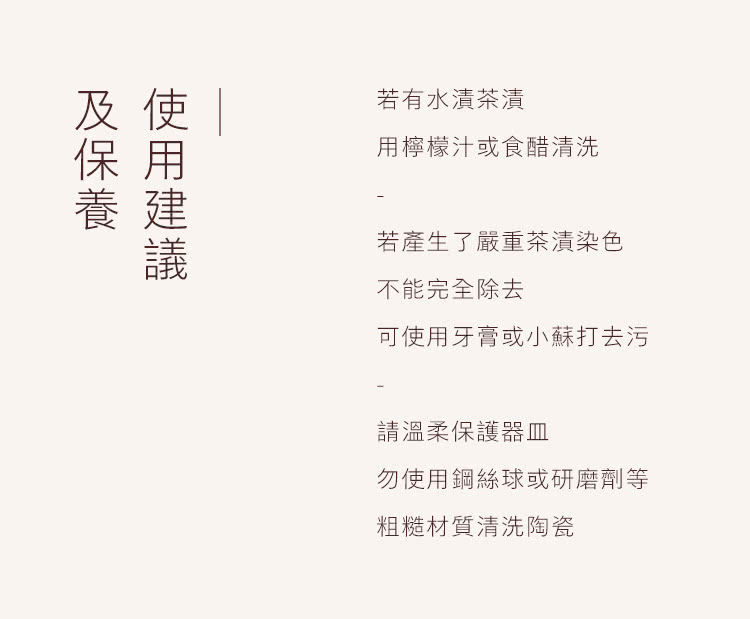 使用建議
及保養
若有水漬茶漬
用檸檬汁或食醋清洗
-
若產生了嚴重茶漬染色
不能完全除去
可使用牙膏或小蘇打去污
-
請溫柔保護器皿
勿使用鋼絲球或研磨劑等
粗糙材質清洗陶瓷